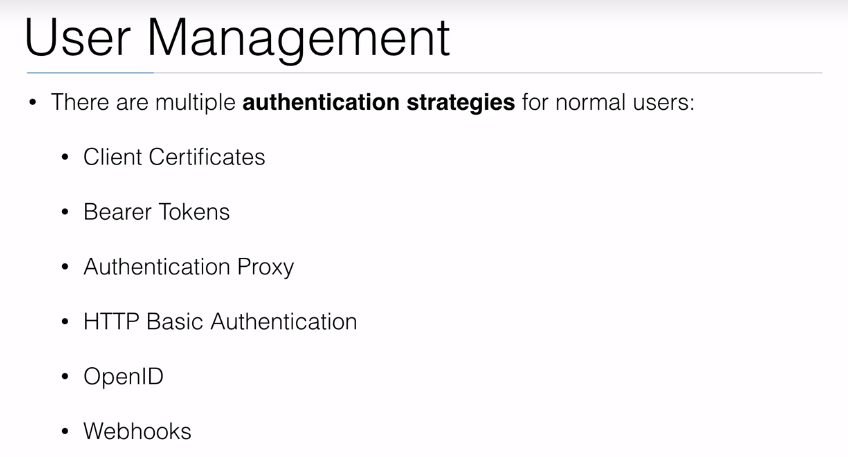 User Management
• There are multiple authentication strategies for normal users:
• Client Certificates
• Bearer Tokens
• Authentication Proxy
• HTTP Basic Authentication
• OpenID
• Webhooks